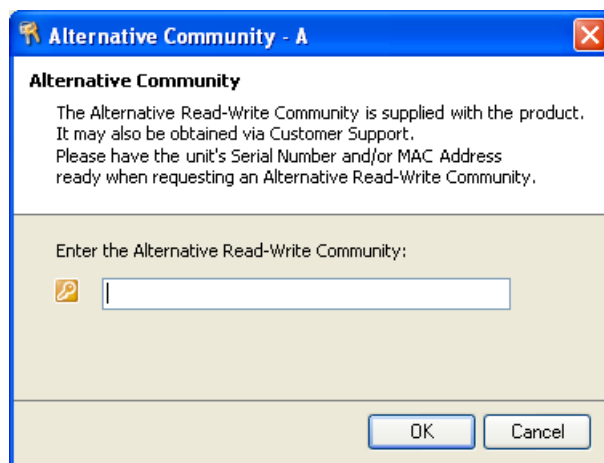 Alternative Community - A
Alternative Community
The Alternative Read-Write Community is supplied with the product.
It may also be obtained via Customer Support.
Please have the unit's Serial Number and/or MAC Address
ready when requesting an Alternative Read-Write Community.
Enter the Alternative Read-Write Community:
OK Cancel